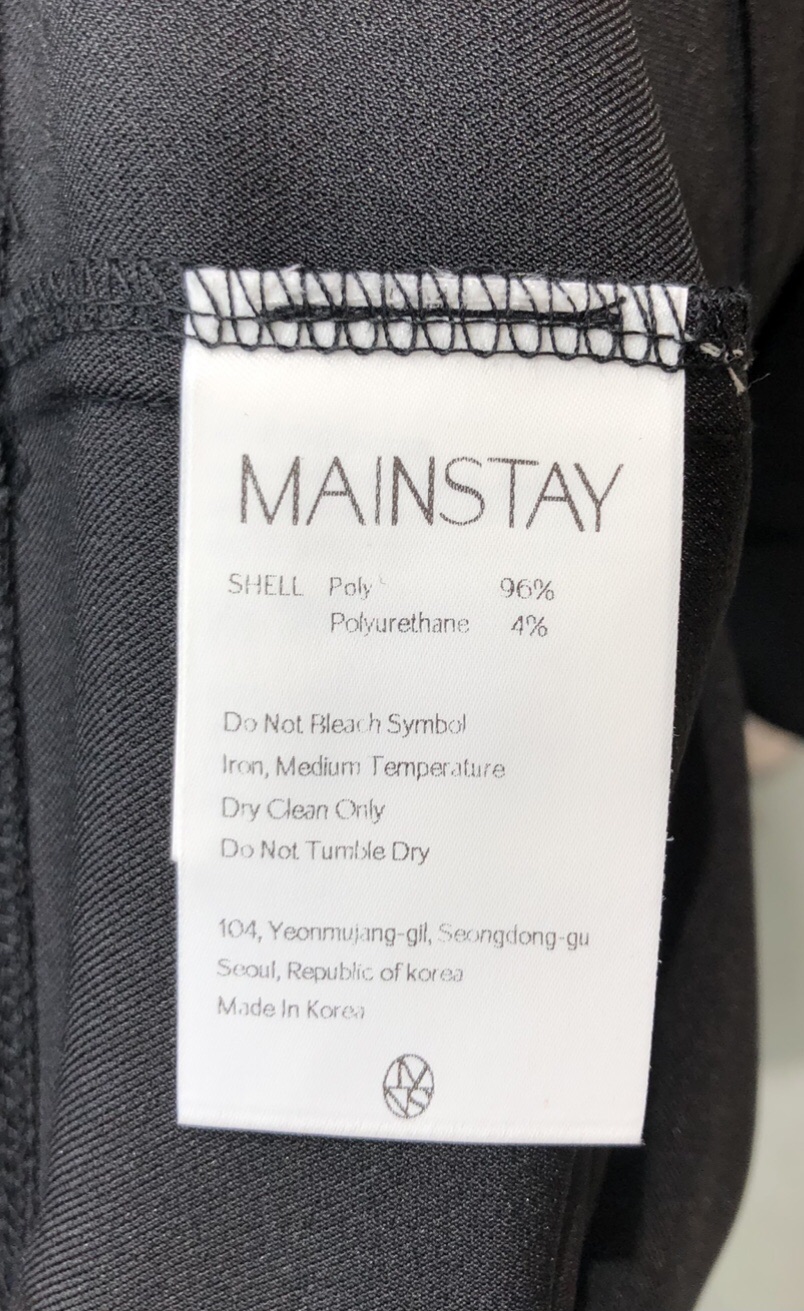 MAINSTAY
SHELL Poly 96%
Polyurethane 4%
Do Not Bleach Symbol
Iron, Medium Temperature
Dry Clean Only
Do Not Tumble Dry
104, Yeonmujang-gil, Seongdong-gu
Seoul, Republic of korea
Made In Korea